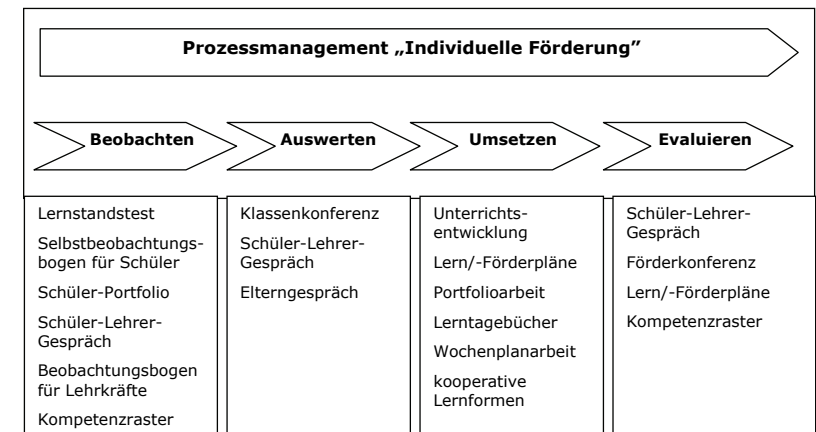 Prozessmanagement „Individuelle Förderung”
Beobachten
Auswerten
Umsetzen
Evaluieren
Lernstandstest
Selbstbeobachtungs-
bogen für Schüler
Schüler-Portfolio
Schüler-Lehrer-
Gespräch
Beobachtungsbogen
für Lehrkräfte
Kompetenzraster
Klassenkonferenz
Schüler-Lehrer-
Gespräch
Elterngespräch
Unterrichts-
entwicklung
Lern/-Förderpläne
Portfolioarbeit
Lerntagebücher
Wochenplanarbeit
kooperative
Lernformen
Schüler-Lehrer-
Gespräch
Förderkonferenz
Lern/-Förderpläne
Kompetenzraster